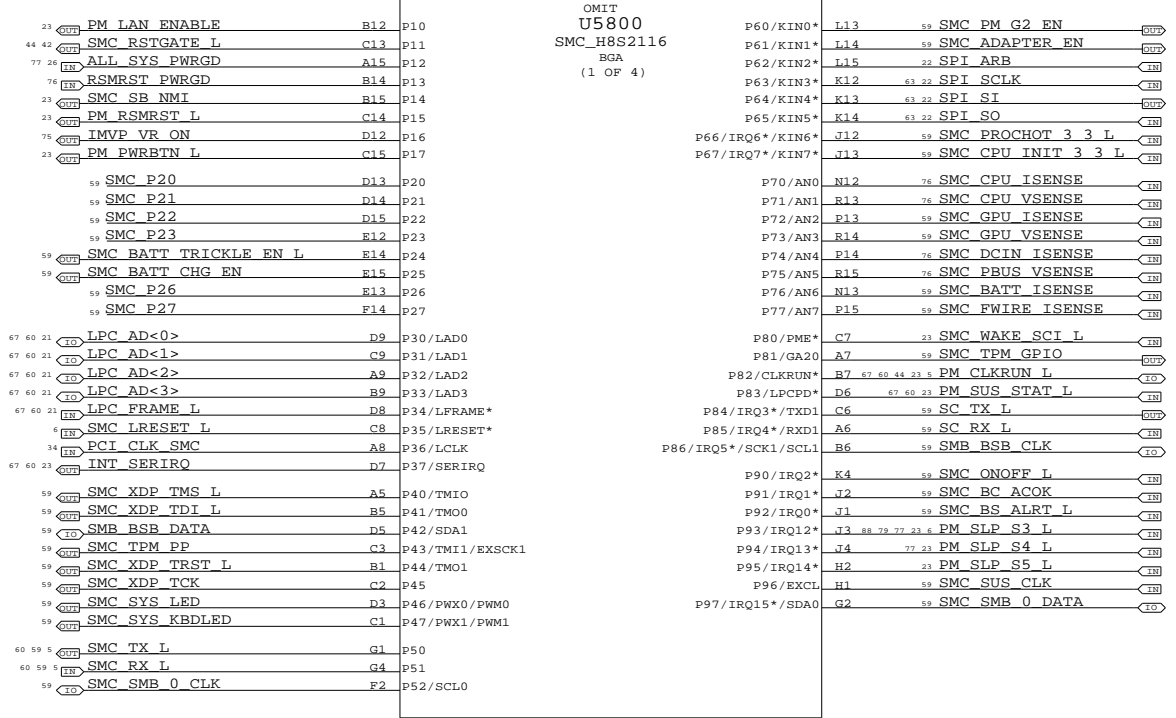 OMIT
U5800
SMC_H8S2116
BGA
(1 OF 4)
23 OUT PM_LAN_ENABLE B12 P10
44 42 OUT SMC_RSTGATE_L C13 P11
77 26 IN ALL_SYS_PWRGD A15 P12
76 IN RSMRST_PWRGD B14 P13
23 OUT SMC_SB_NMI B15 P14
23 OUT PM_RSMRST_L C14 P15
75 OUT IMVP_VR_ON D12 P16
23 OUT PM_PWRBTN_L C15 P17
59 SMC_P20 D13 P20
59 SMC_P21 D14 P21
59 SMC_P22 D15 P22
59 SMC_P23 E12 P23
59 OUT SMC_BATT_TRICKLE_EN_L E14 P24
59 OUT SMC_BATT_CHG_EN E15 P25
59 SMC_P26 E13 P26
59 SMC_P27 F14 P27
67 60 21 IO LPC_AD<0> D9 P30/LAD0
67 60 21 IO LPC_AD<1> C9 P31/LAD1
67 60 21 IO LPC_AD<2> A9 P32/LAD2
67 60 21 IO LPC_AD<3> B9 P33/LAD3
67 60 21 IN LPC_FRAME_L D8 P34/LFRAME*
6 IN SMC_LRESET_L C8 P35/LRESET*
34 IN PCI_CLK_SMC A8 P36/LCLK
67 60 23 OUT INT_SERIRQ D7 P37/SERIRQ
59 OUT SMC_XDP_TMS_L A5 P40/TMIO
59 OUT SMC_XDP_TDI_L B5 P41/TMO0
59 IO SMB_BSB_DATA D5 P42/SDA1
59 OUT SMC_TPM_PP C3 P43/TMI1/EXSCK1
59 OUT SMC_XDP_TRST_L B1 P44/TMO1
59 OUT SMC_XDP_TCK C2 P45
59 OUT SMC_SYS_LED D3 P46/PWX0/PWM0
59 OUT SMC_SYS_KBDLED C1 P47/PWX1/PWM1
60 59 5 OUT SMC_TX_L G1 P50
60 59 5 IN SMC_RX_L G4 P51
59 IO SMC_SMB_0_CLK F2 P52/SCL0
P60/KIN0* L13 59 SMC_PM_G2_EN OUT
P61/KIN1* L14 59 SMC_ADAPTER_EN OUT
P62/KIN2* L15 22 SPI_ARB IN
P63/KIN3* K12 63 22 SPI_SCLK IN
P64/KIN4* K13 63 22 SPI_SI OUT
P65/KIN5* K14 63 22 SPI_SO IN
P66/IRQ6*/KIN6* J12 59 SMC_PROCHOT_3_3_L IN
P67/IRQ7*/KIN7* J13 59 SMC_CPU_INIT_3_3_L IN
P70/AN0 N12 76 SMC_CPU_ISENSE IN
P71/AN1 R13 76 SMC_CPU_VSENSE IN
P72/AN2 P13 59 SMC_GPU_ISENSE IN
P73/AN3 R14 59 SMC_GPU_VSENSE IN
P74/AN4 P14 76 SMC_DCIN_ISENSE IN
P75/AN5 R15 76 SMC_PBUS_VSENSE IN
P76/AN6 N13 59 SMC_BATT_ISENSE IN
P77/AN7 P15 59 SMC_FWIRE_ISENSE IN
P80/PME* C7 23 SMC_WAKE_SCI_L IN
P81/GA20 A7 59 SMC_TPM_GPIO OUT
P82/CLKRUN* B7 67 60 44 23 5 PM_CLKRUN_L IO
P83/LPCPD* D6 67 60 23 PM_SUS_STAT_L IN
P84/IRQ3*/TXD1 C6 59 SC_TX_L OUT
P85/IRQ4*/RXD1 A6 59 SC_RX_L IN
P86/IRQ5*/SCK1/SCL1 B6 59 SMB_BSB_CLK IO
P90/IRQ2* K4 59 SMC_ONOFF_L IN
P91/IRQ1* J2 59 SMC_BC_ACOK IN
P92/IRQ0* J1 59 SMC_BS_ALRT_L IN
P93/IRQ12* J3 88 79 77 23 6 PM_SLP_S3_L IN
P94/IRQ13* J4 77 23 PM_SLP_S4_L IN
P95/IRQ14* H2 23 PM_SLP_S5_L IN
P96/EXCL H1 59 SMC_SUS_CLK IN
P97/IRQ15*/SDA0 G2 59 SMC_SMB_0_DATA IO